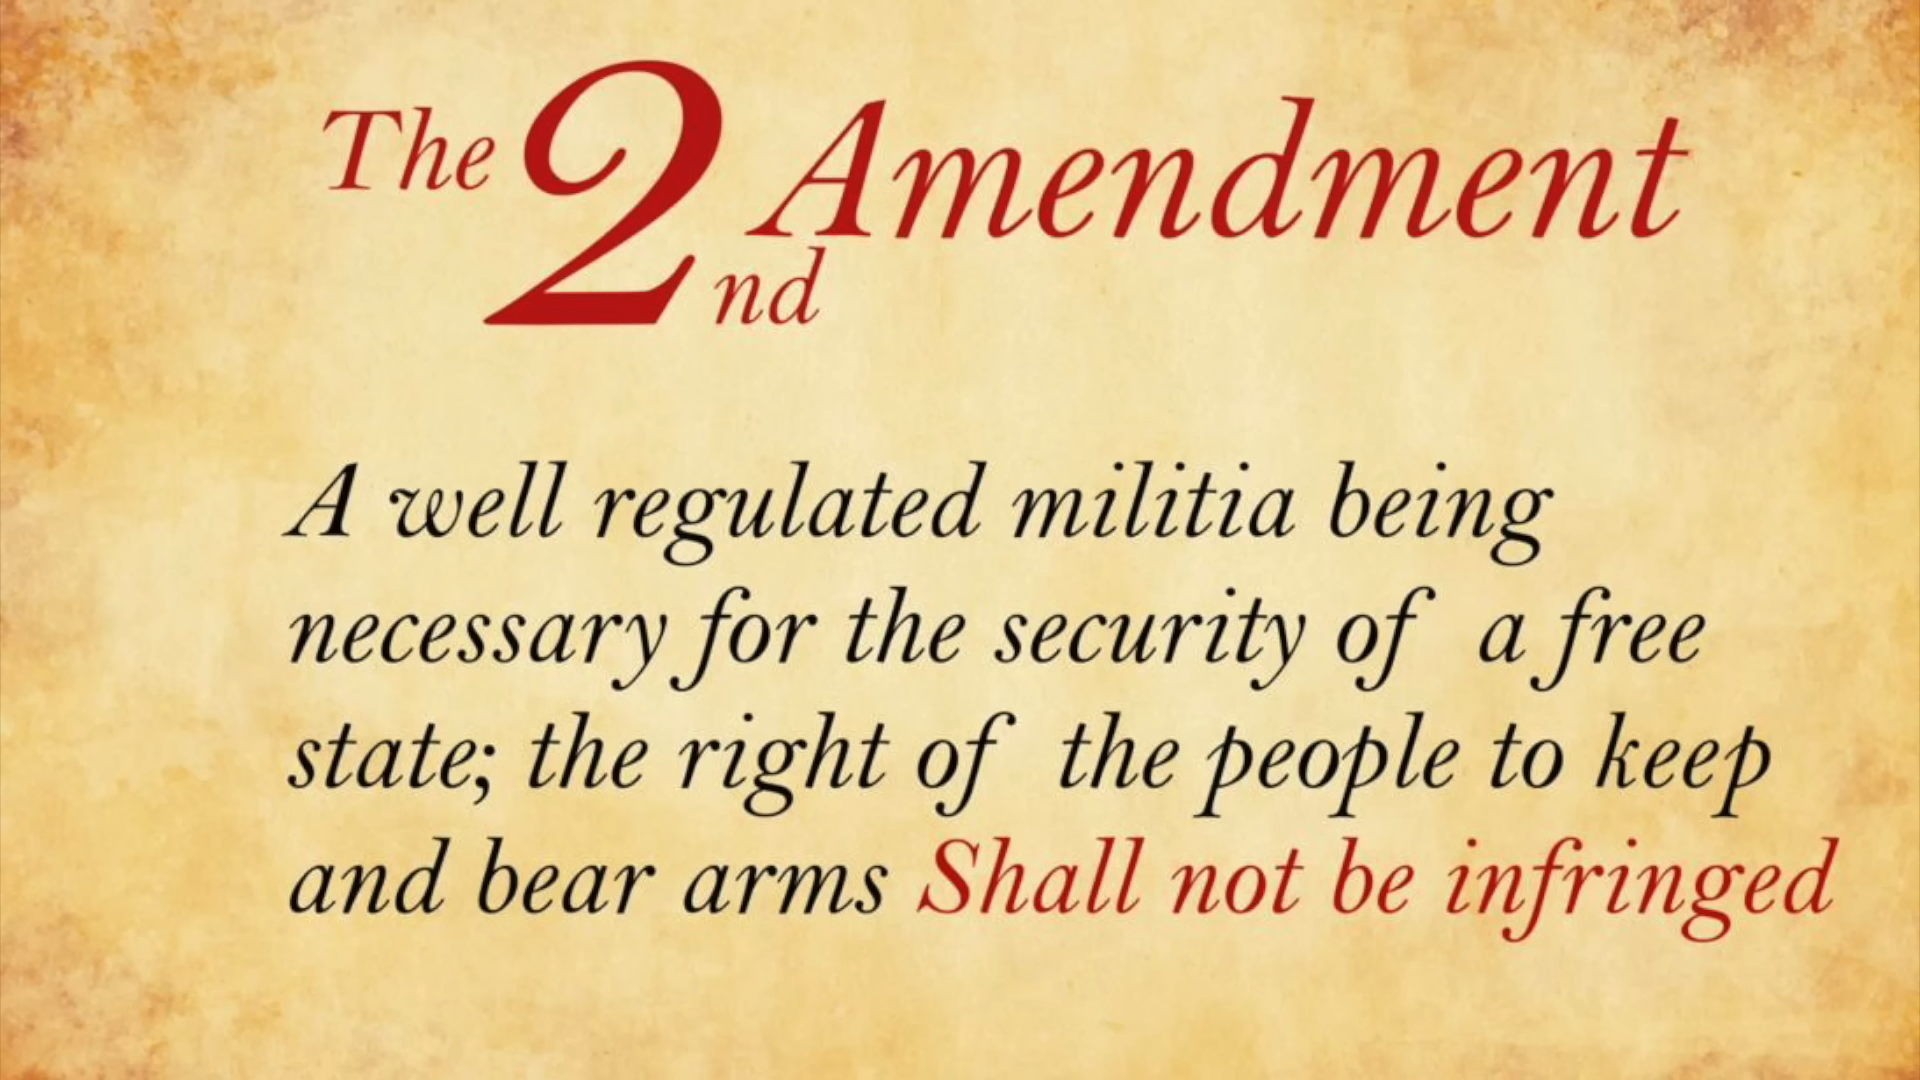 The 2nd Amendment
A well regulated militia being
necessary for the security of a free
state; the right of the people to keep
and bear arms Shall not be infringed